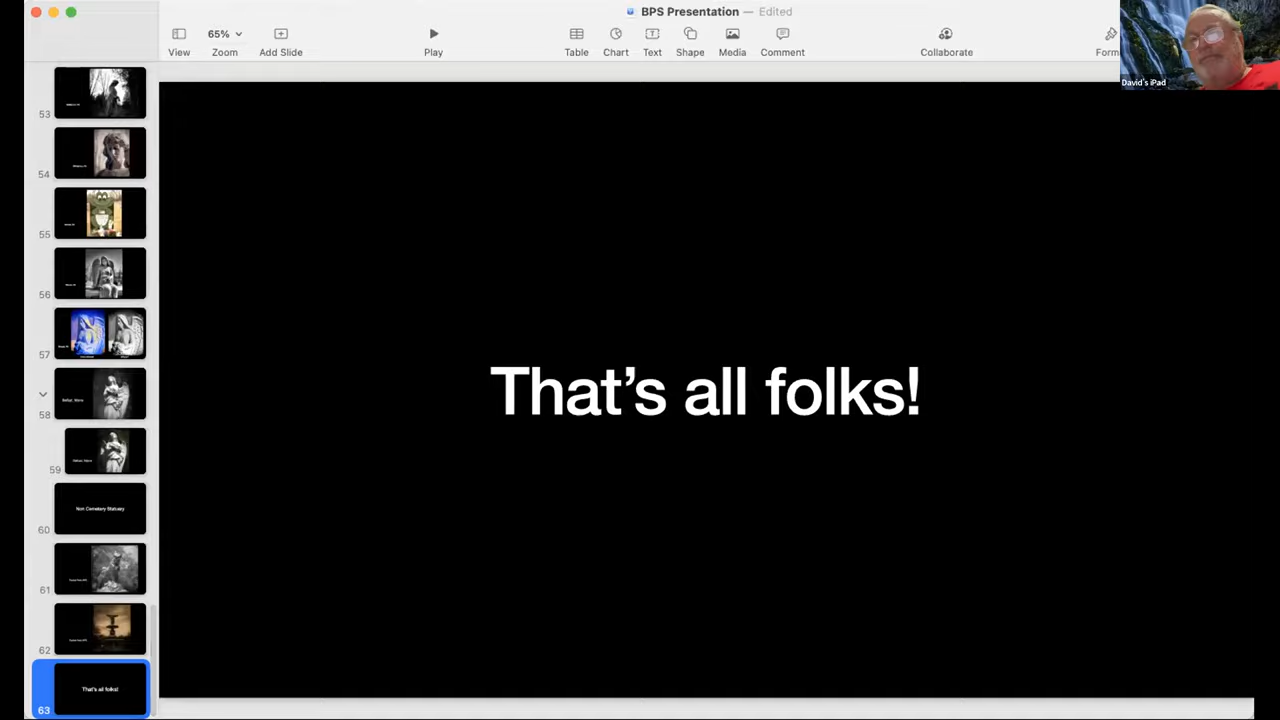 BPS Presentation — Edited
View
65%
Zoom
Add Slide
Play
Table
Chart
Text
Shape
Media
Comment
Collaborate
Form
David's iPad
53
54
55
56
57
58
Belfast, Maine
59
60
Non Cemetery Statuary
61
62
63
That's all folks!
That’s all folks!